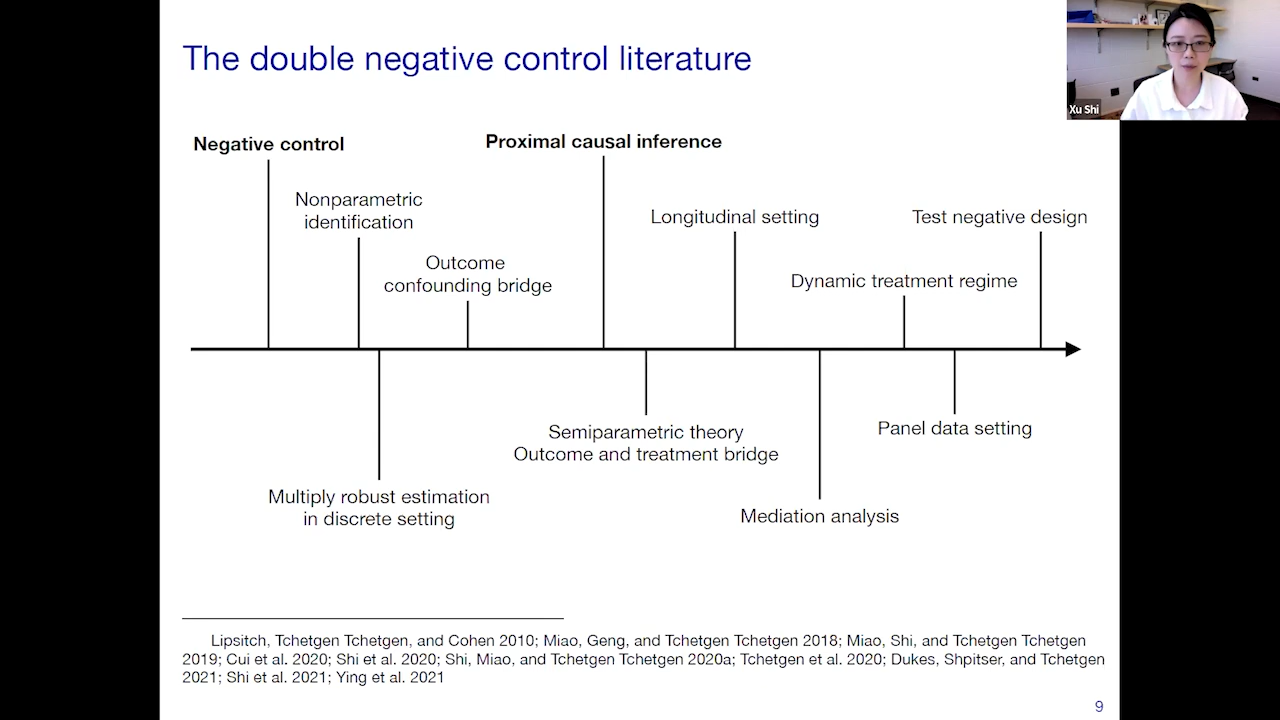 The double negative control literature
Xu Shi
Negative control
Proximal causal inference
Nonparametric
identification
Longitudinal setting
Test negative design
Outcome
confounding bridge
Dynamic treatment regime
Semiparametric theory
Outcome and treatment bridge
Panel data setting
Multiply robust estimation
in discrete setting
Mediation analysis
Lipsitch, Tchetgen Tchetgen, and Cohen 2010; Miao, Geng, and Tchetgen Tchetgen 2018; Miao, Shi, and Tchetgen Tchetgen
2019; Cui et al. 2020; Shi et al. 2020; Shi, Miao, and Tchetgen Tchetgen 2020a; Tchetgen et al. 2020; Dukes, Shpitser, and Tchetgen
2021; Shi et al. 2021; Ying et al. 2021
9